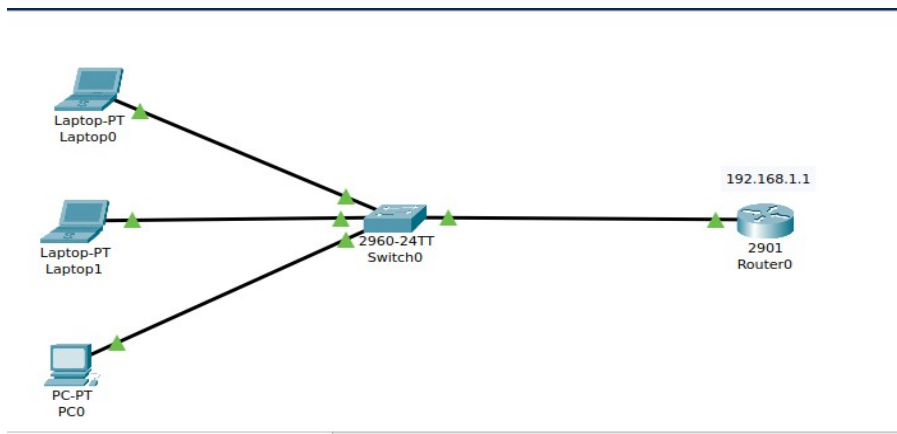 Laptop-PT
Laptop0
192.168.1.1
Laptop-PT
Laptop1
2960-24TT
Switch0
2901
Router0
PC-PT
PC0